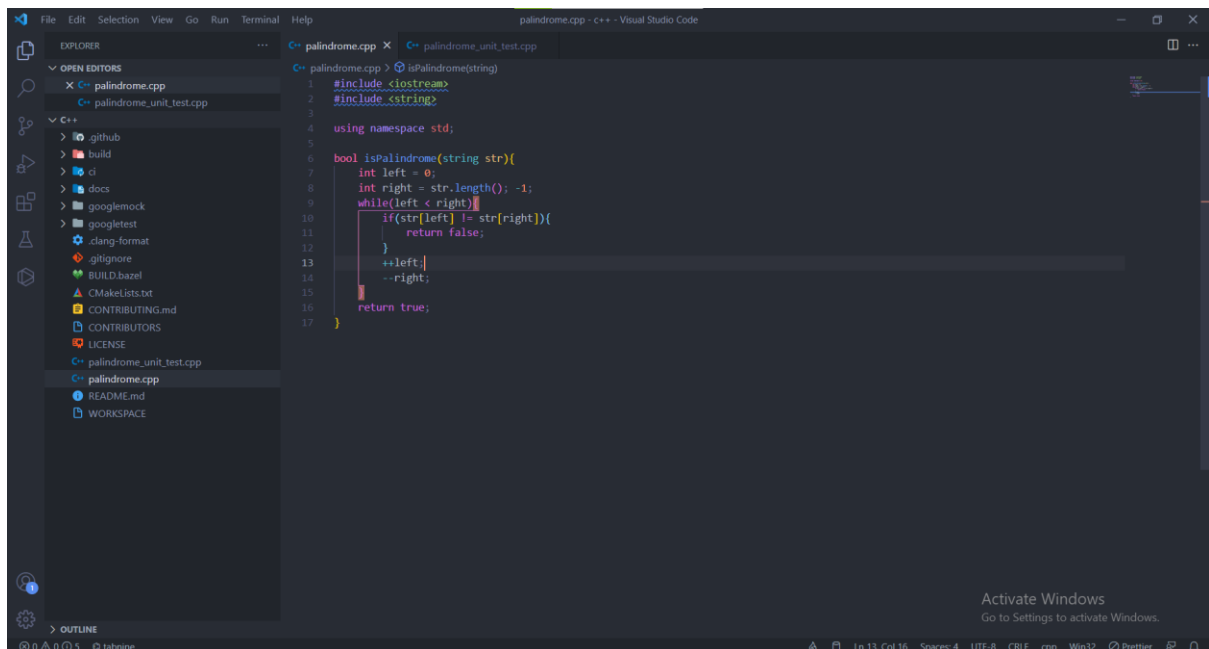 File Edit Selection View Go Run Terminal Help
palindrome.cpp - c++ - Visual Studio Code
EXPLORER
OPEN EDITORS
palindrome.cpp
palindrome_unit_test.cpp
C++
.github
build
ci
docs
googlemock
googletest
.clang-format
.gitignore
BUILD.bazel
CMakeLists.txt
CONTRIBUTING.md
CONTRIBUTORS
LICENSE
palindrome_unit_test.cpp
palindrome.cpp
README.md
WORKSPACE
OUTLINE
palindrome.cpp palindrome_unit_test.cpp
palindrome.cpp > isPalindrome(string)
1 #include <iostream>
2 #include <string>
3
4 using namespace std;
5
6 bool isPalindrome(string str){
7 int left = 0;
8 int right = str.length(); -1;
9 while(left < right){
10 if(str[left] != str[right]){
11 return false;
12 }
13 ++left;
14 --right;
15 }
16 return true;
17 }
Activate Windows
Go to Settings to activate Windows.
1
0 0 5 tabnine
Ln 13, Col 16 Spaces: 4 UTF-8 CRLF cpp Win32 Prettier